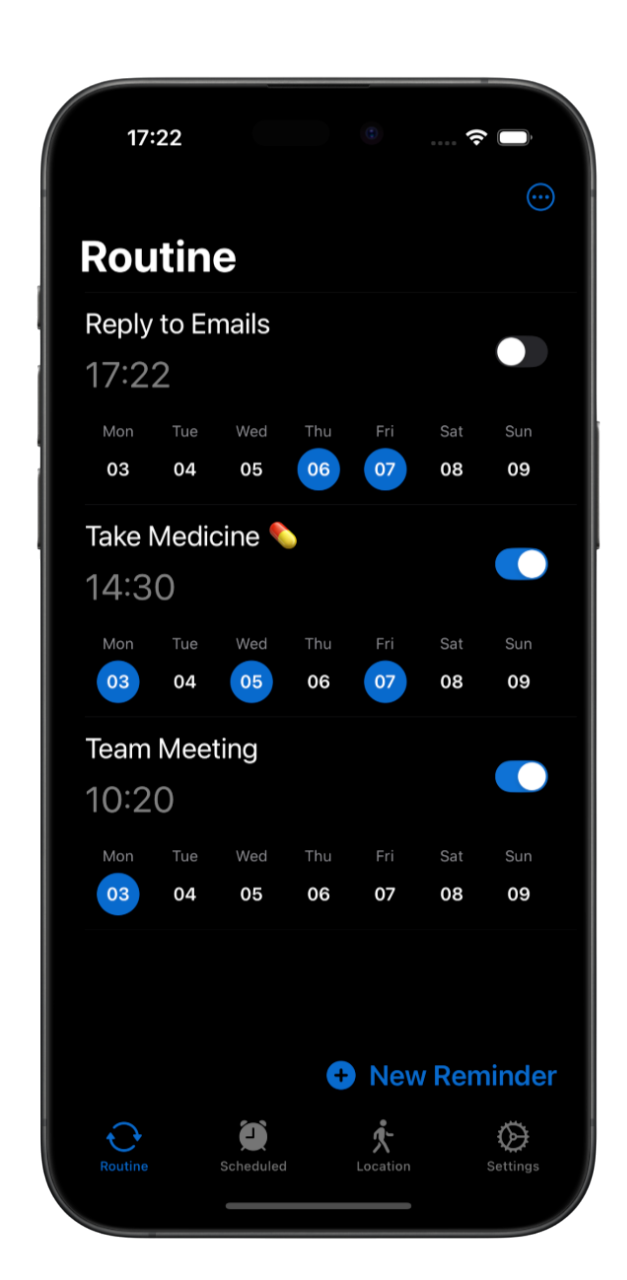 17:22
Routine
Reply to Emails
17:22
Mon Tue Wed Thu Fri Sat Sun
03 04 05 06 07 08 09
Take Medicine 💊
14:30
Mon Tue Wed Thu Fri Sat Sun
03 04 05 06 07 08 09
Team Meeting
10:20
Mon Tue Wed Thu Fri Sat Sun
03 04 05 06 07 08 09
New Reminder
Routine Scheduled Location Settings